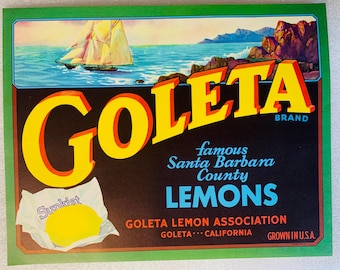 GOLETA
BRAND
famous
Santa Barbara
County
LEMONS
Sunkist
GOLETA LEMON ASSOCIATION
GOLETA --- CALIFORNIA
GROWN IN U.S.A.